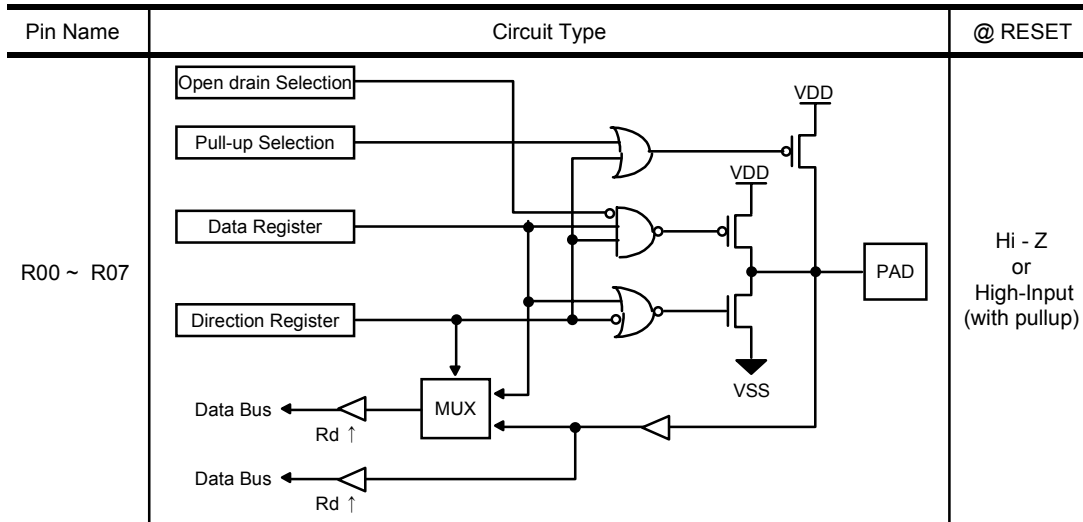 Pin Name
Circuit Type
@ RESET
Open drain Selection
VDD
Pull-up Selection
VDD
Data Register
R00 ~ R07
PAD
Hi - Z
or
High-Input
(with pullup)
Direction Register
VSS
Data Bus
MUX
Rd ↑
Data Bus
Rd ↑